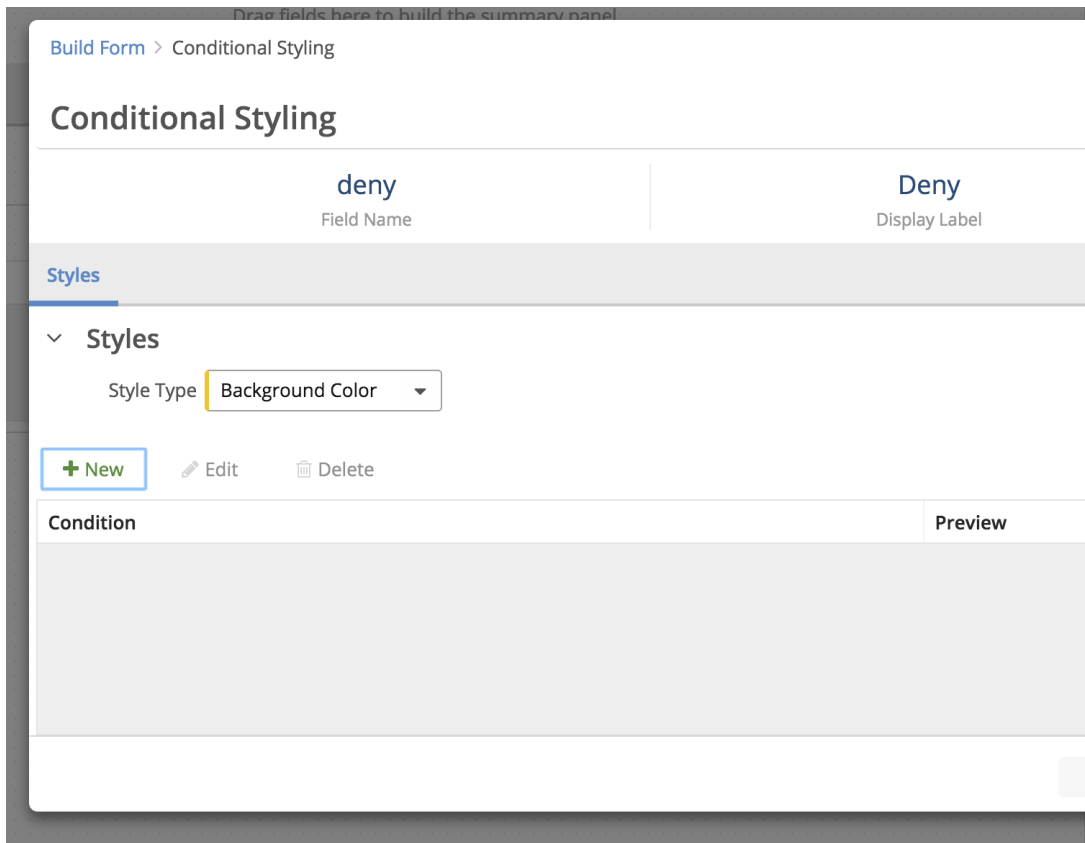 Drag fields here to build the summary panel
Build Form > Conditional Styling
Conditional Styling
deny
Field Name
Deny
Display Label
Styles
Styles
Style Type Background Color
New Edit Delete
Condition Preview